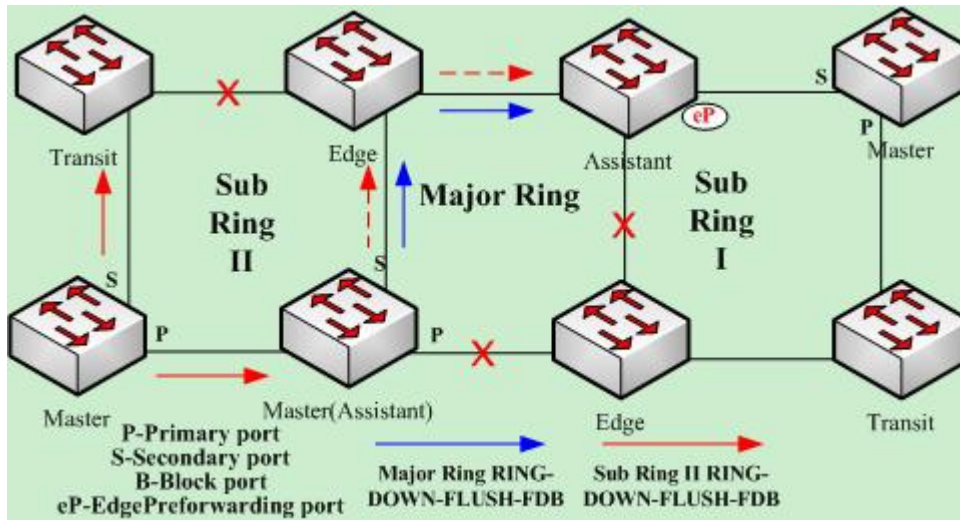 S
eP
P
Transit
Edge
Assistant
Master
Sub
Ring
II
Major Ring
Sub
Ring
I
S
S
P
P
Master
Master(Assistant)
Edge
Transit
P-Primary port
S-Secondary port
B-Block port
eP-EdgePreforwarding port
Major Ring RING-
DOWN-FLUSH-FDB
Sub Ring II RING-
DOWN-FLUSH-FDB